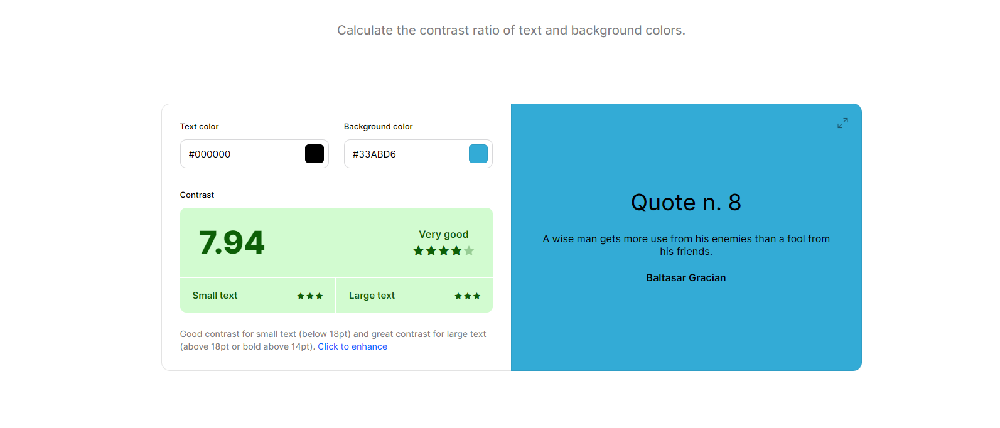 Calculate the contrast ratio of text and background colors.
Text color
Background color
#000000
#33ABD6
Contrast
7.94
Very good
Small text
Large text
Good contrast for small text (below 18pt) and great contrast for large text
(above 18pt or bold above 14pt). Click to enhance
Quote n. 8
A wise man gets more use from his enemies than a fool from
his friends.
Baltasar Gracian